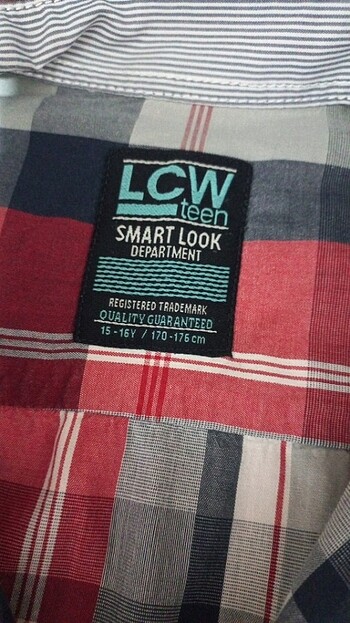 LCW
teen
SMART LOOK
DEPARTMENT
REGISTERED TRADEMARK
QUALITY GUARANTEED
15-16Y / 170-176 cm